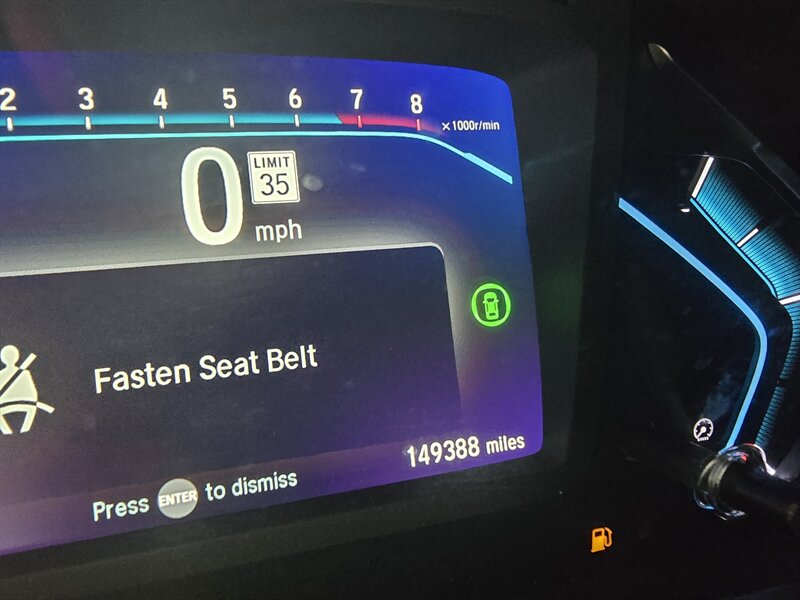 2 3 4 5 6 7 8
x1000r/min
LIMIT
35
0
mph
Fasten Seat Belt
149388 miles
Press ENTER to dismiss